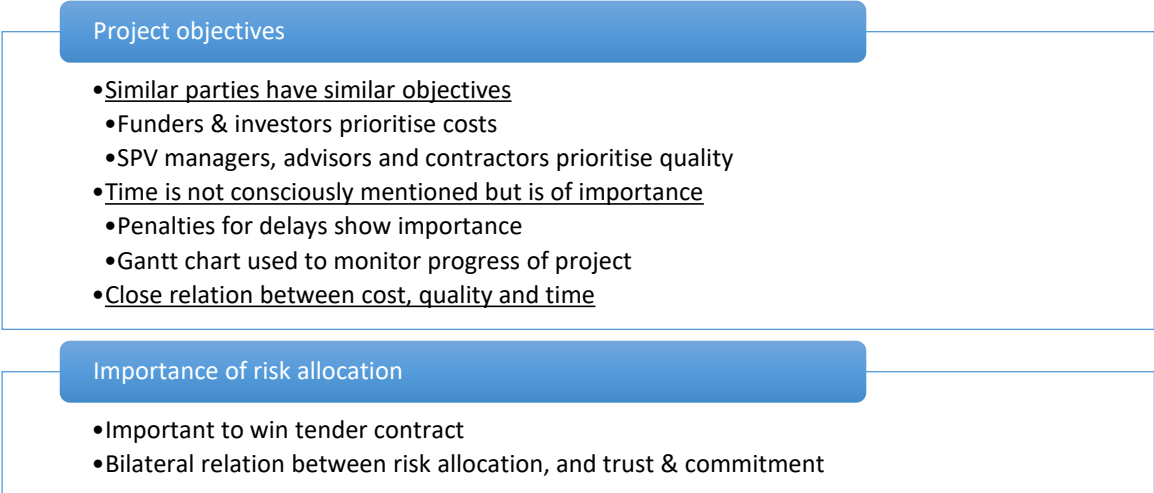 Project objectives
•Similar parties have similar objectives
•Funders & investors prioritise costs
•SPV managers, advisors and contractors prioritise quality
•Time is not consciously mentioned but is of importance
•Penalties for delays show importance
•Gantt chart used to monitor progress of project
•Close relation between cost, quality and time
Importance of risk allocation
•Important to win tender contract
•Bilateral relation between risk allocation, and trust & commitment